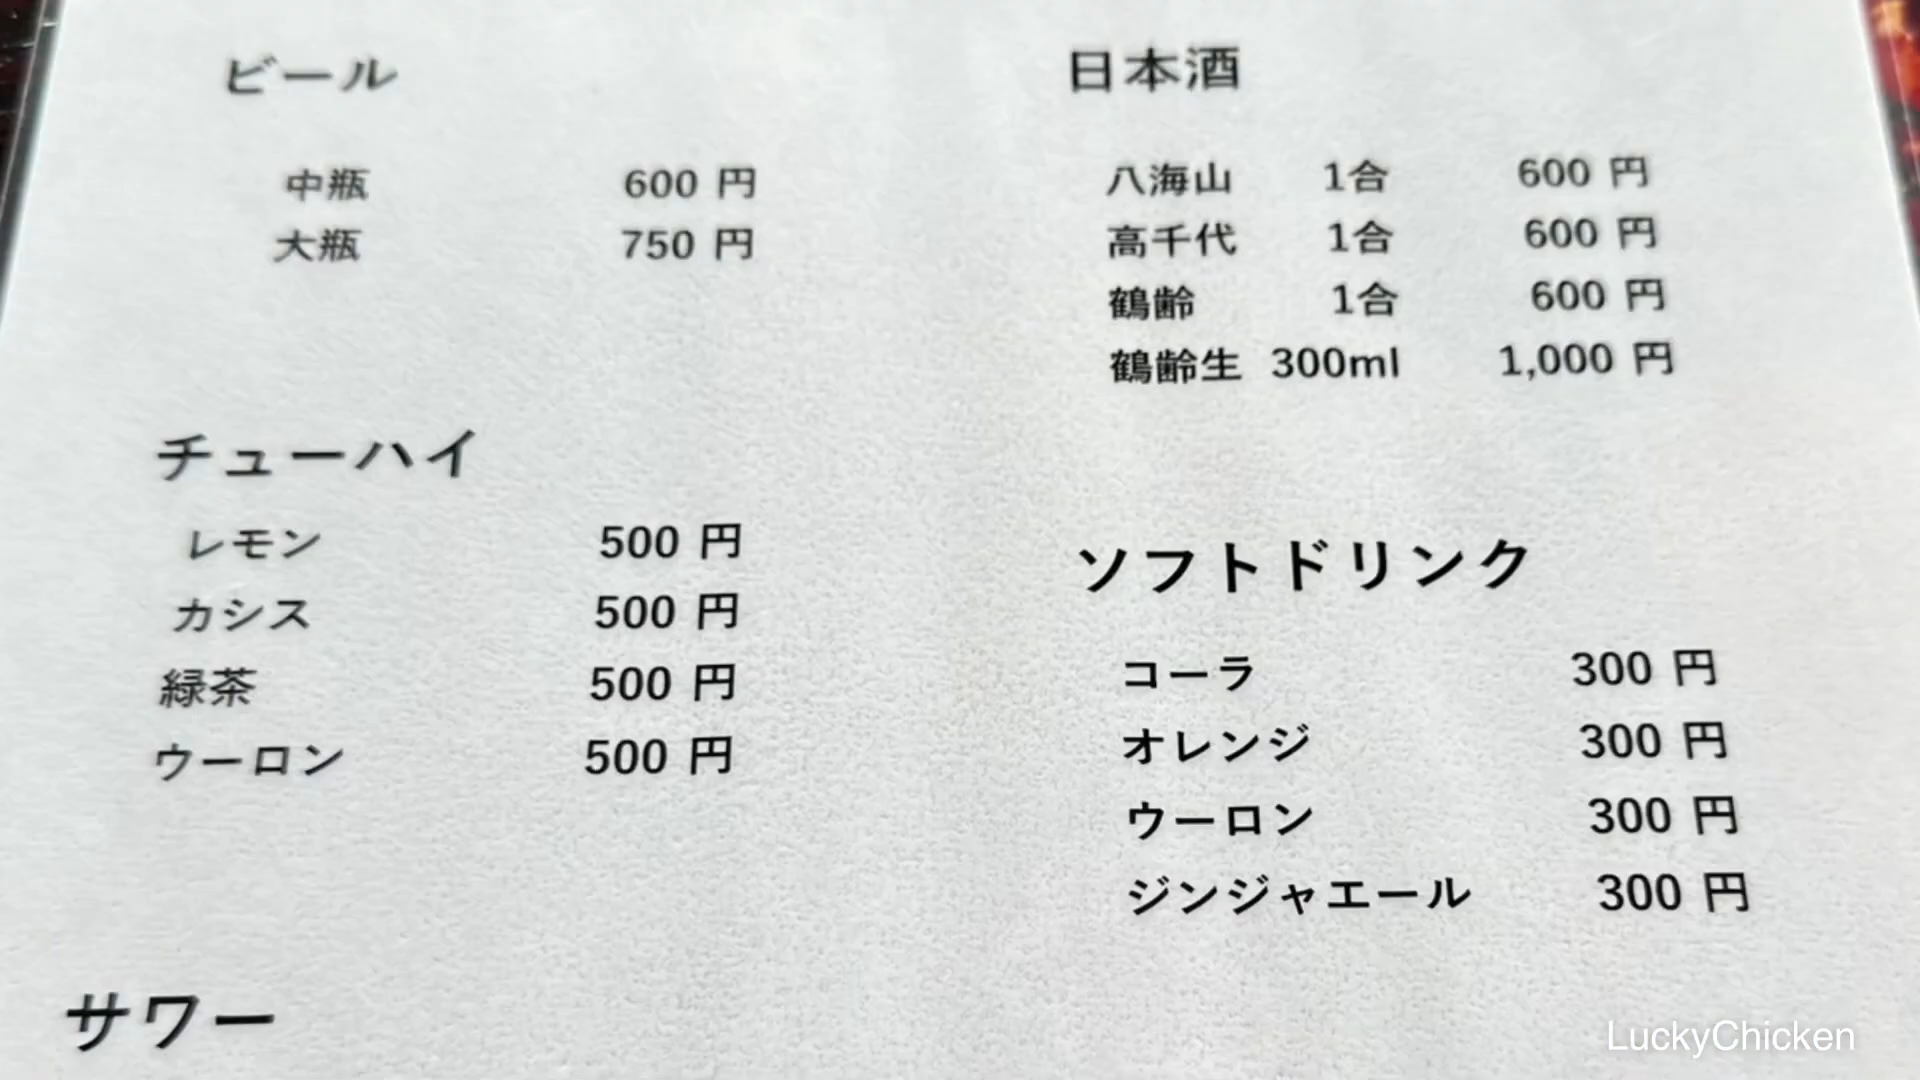 ビール
中瓶 600 円
大瓶 750 円
チューハイ
レモン 500 円
カシス 500 円
緑茶 500 円
ウーロン 500 円
サワー
日本酒
八海山 1合 600 円
高千代 1合 600 円
鶴齢 1合 600 円
鶴齢生 300ml 1,000 円
ソフトドリンク
コーラ 300 円
オレンジ 300 円
ウーロン 300 円
ジンジャエール 300 円
LuckyChicken